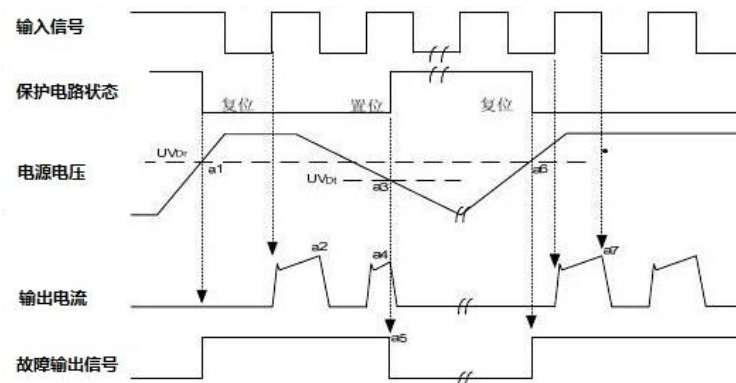 输入信号
保护电路状态
复位
置位
复位
UVDr
a1
a6
电源电压
UVDt
a3
a2
a4
a7
输出电流
a5
故障输出信号